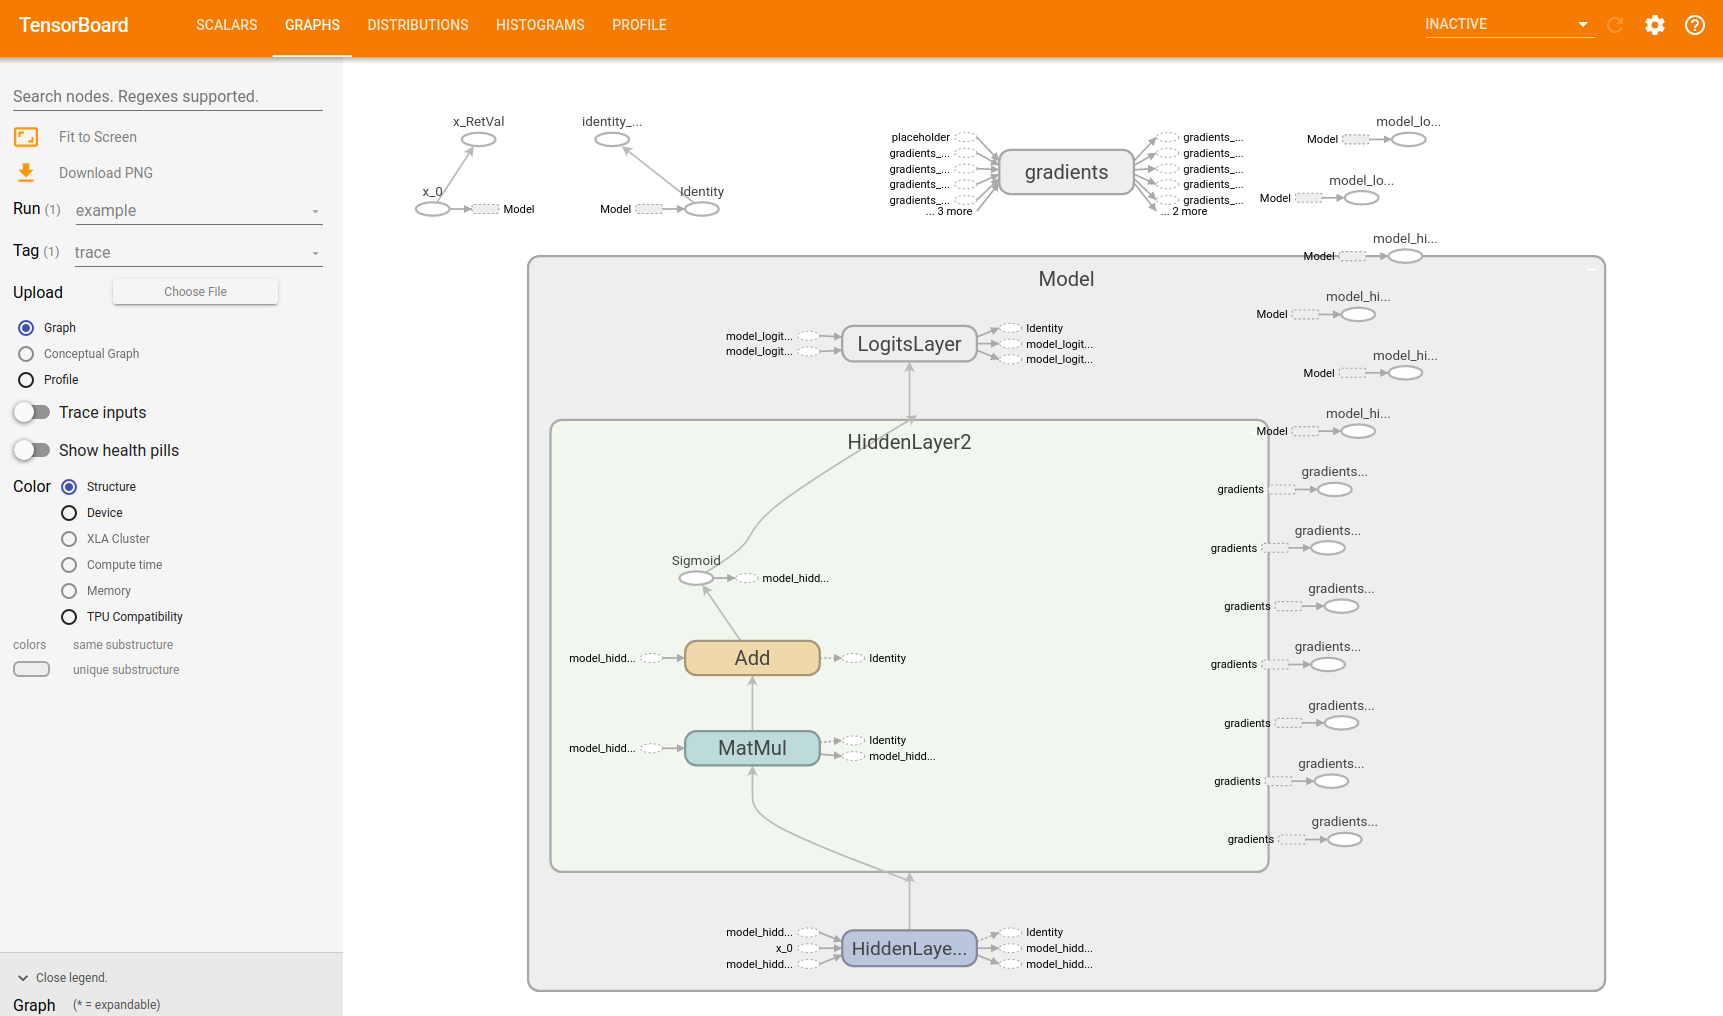 TensorBoard
SCALARS GRAPHS DISTRIBUTIONS HISTOGRAMS PROFILE INACTIVE
Search nodes. Regexes supported.
Fit to Screen
Download PNG
Run (1) example
Tag (1) trace
Upload Choose File
Graph
Conceptual Graph
Profile
Trace inputs
Show health pills
Color Structure
Device
XLA Cluster
Compute time
Memory
TPU Compatibility
colors same substructure
unique substructure
Close legend.
Graph (* = expandable)
x_RetVal
x_0
Model
identity_...
Identity
Model
placeholder
gradients_...
gradients_...
gradients_...
gradients_...
... 3 more
gradients
gradients_...
gradients_...
gradients_...
gradients_...
gradients_...
... 2 more
model_lo...
Model
model_lo...
Model
model_hi...
Model
model_hi...
Model
model_hi...
Model
model_hi...
Model
gradients...
gradients
gradients...
gradients
gradients...
gradients
gradients...
gradients
gradients...
gradients
gradients...
gradients
gradients...
gradients
Model
model_logit...
model_logit...
LogitsLayer
Identity
model_logit...
model_logit...
HiddenLayer2
Sigmoid
model_hidd...
model_hidd...
Add
Identity
model_hidd...
MatMul
Identity
model_hidd...
model_hidd...
x_0
model_hidd...
HiddenLaye...
Identity
model_hidd...
model_hidd...